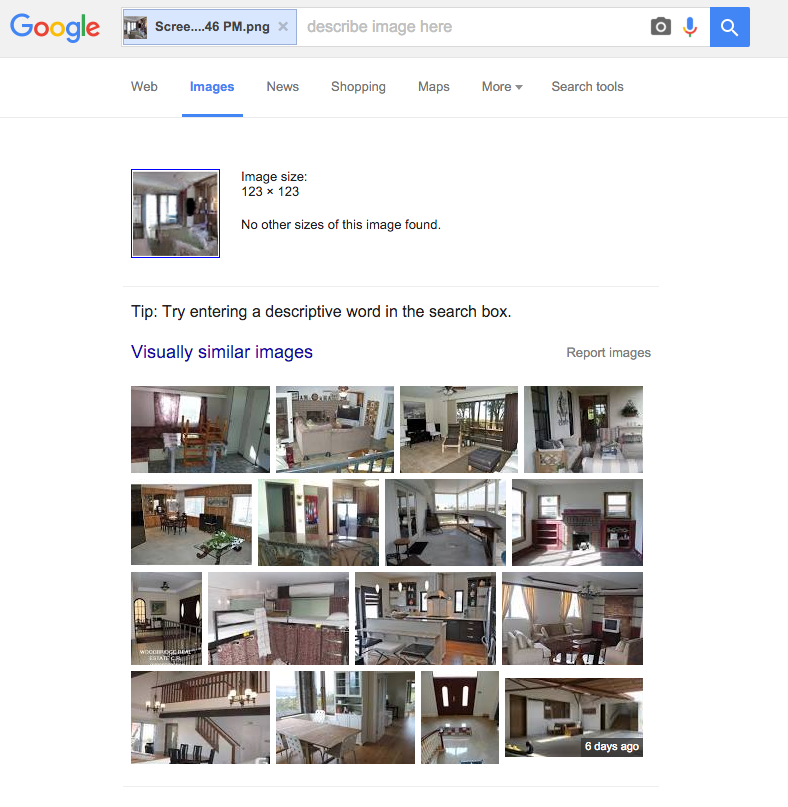 Google
Scree....46 PM.png × describe image here
Web Images News Shopping Maps More Search tools
Image size:
123 × 123
No other sizes of this image found.
Tip: Try entering a descriptive word in the search box.
Visually similar images
Report images
WOODBRIDGE REAL
ESTATE C.R.
6 days ago